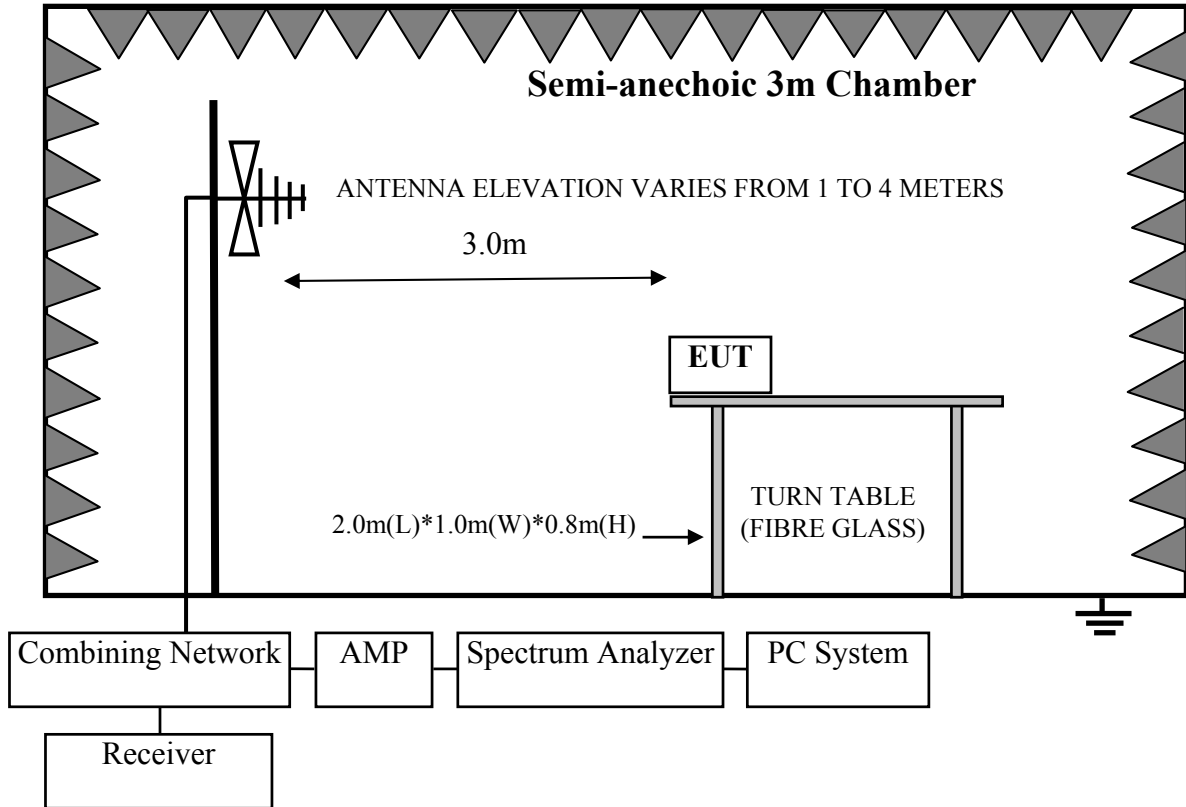 Semi-anechoic 3m Chamber
ANTENNA ELEVATION VARIES FROM 1 TO 4 METERS
3.0m
EUT
TURN TABLE
(FIBRE GLASS)
2.0m(L)*1.0m(W)*0.8m(H)
Combining Network
AMP
Spectrum Analyzer
PC System
Receiver